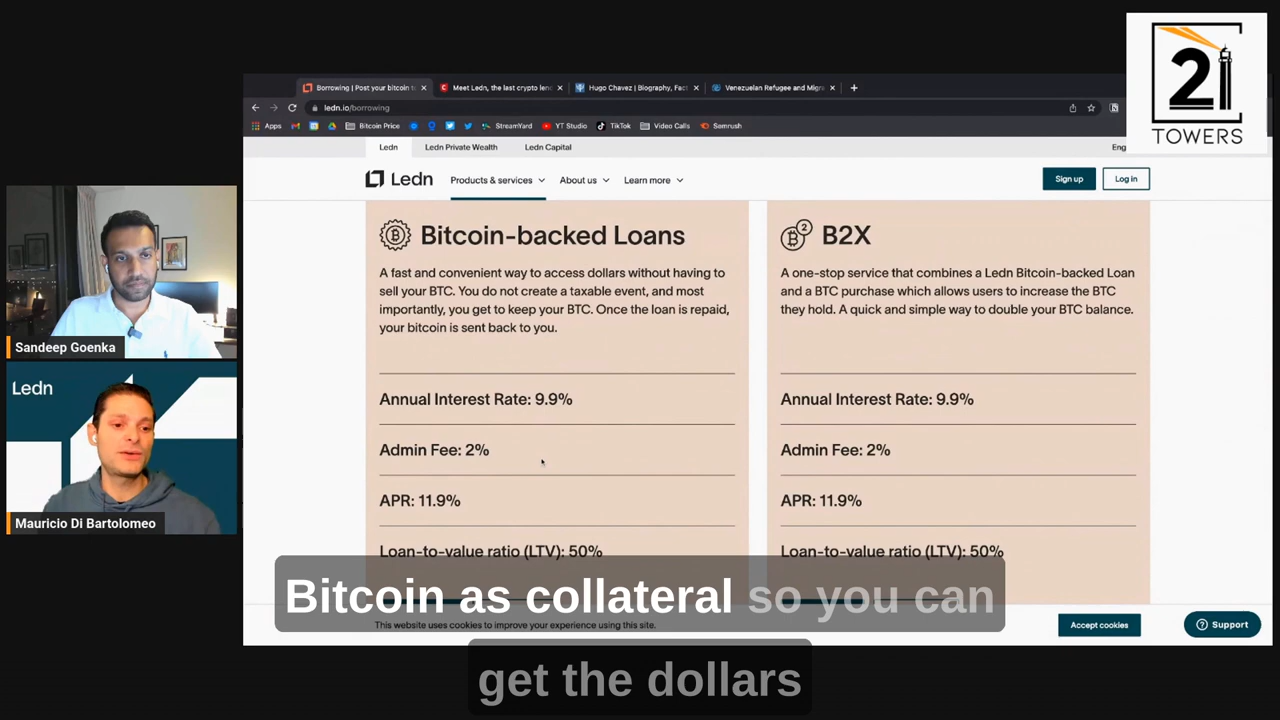 21
TOWERS
Borrowing | Post your bitcoin t
Meet Ledn, the last crypto len
Hugo Chavez | Biography, Fac
Venezuelan Refugee and Migr
ledn.io/borrowing
Apps
Bitcoin Price
StreamYard
YT Studio
TikTok
Video Calls
Semrush
Ledn
Ledn Private Wealth
Ledn Capital
Eng
Ledn
Products & services
About us
Learn more
Sign up
Log in
Bitcoin-backed Loans
A fast and convenient way to access dollars without having to
sell your BTC. You do not create a taxable event, and most
importantly, you get to keep your BTC. Once the loan is repaid,
your bitcoin is sent back to you.
Annual Interest Rate: 9.9%
Admin Fee: 2%
APR: 11.9%
Loan-to-value ratio (LTV): 50%
B2X
A one-stop service that combines a Ledn Bitcoin-backed Loan
and a BTC purchase which allows users to increase the BTC
they hold. A quick and simple way to double your BTC balance.
Annual Interest Rate: 9.9%
Admin Fee: 2%
APR: 11.9%
Loan-to-value ratio (LTV): 50%
Sandeep Goenka
Ledn
Mauricio Di Bartolomeo
Bitcoin as collateral so you can
get the dollars
This website uses cookies to improve your experience using this site.
Accept cookies
Support